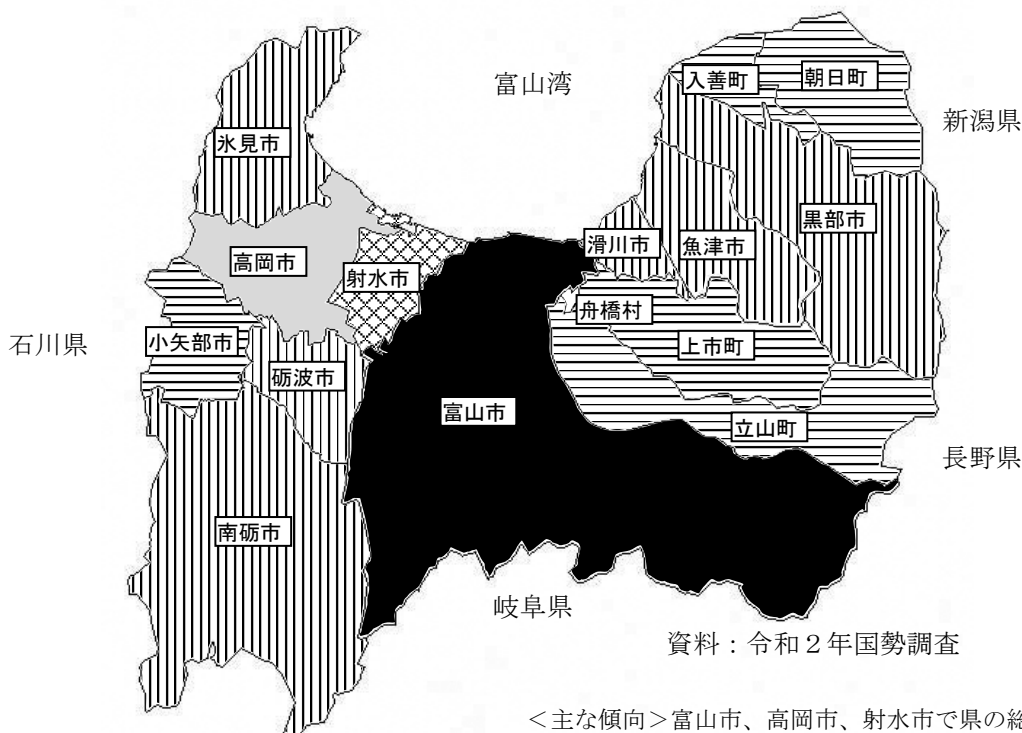 富山湾
入善町
朝日町
新潟県
氷見市
黒部市
滑川市
魚津市
高岡市
射水市
舟橋村
石川県
小矢部市
上市町
砺波市
富山市
立山町
長野県
南砺市
岐阜県
資料：令和２年国勢調査
＜主な傾向＞富山市、高岡市、射水市で県の総